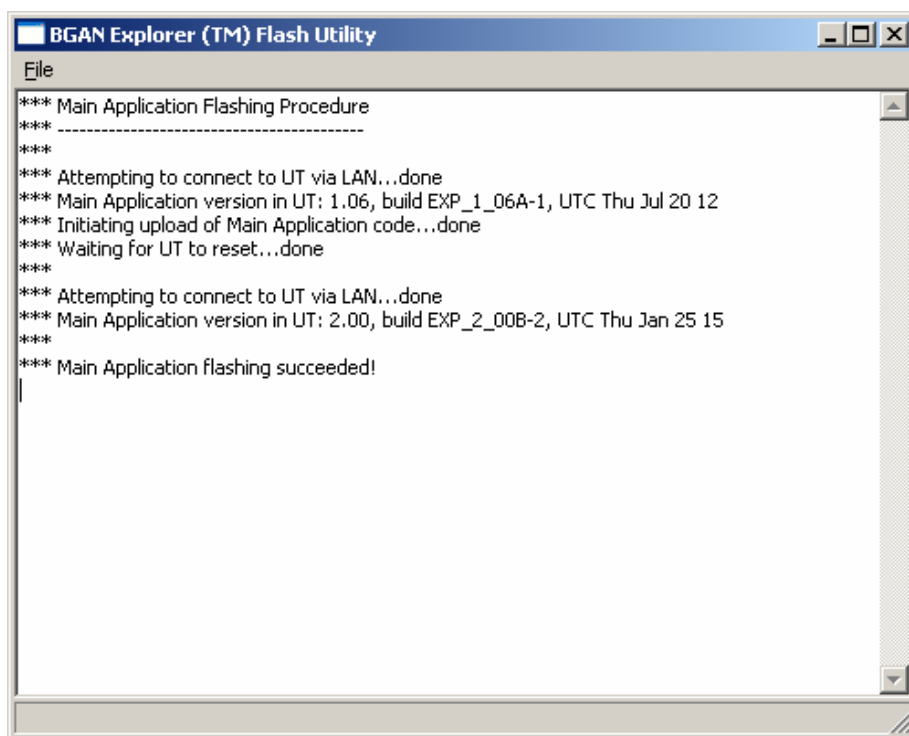 BGAN Explorer (TM) Flash Utility
File
*** Main Application Flashing Procedure
*** ------------------------------------------
***
*** Attempting to connect to UT via LAN...done
*** Main Application version in UT: 1.06, build EXP_1_06A-1, UTC Thu Jul 20 12
*** Initiating upload of Main Application code...done
*** Waiting for UT to reset...done
***
*** Attempting to connect to UT via LAN...done
*** Main Application version in UT: 2.00, build EXP_2_00B-2, UTC Thu Jan 25 15
***
*** Main Application flashing succeeded!